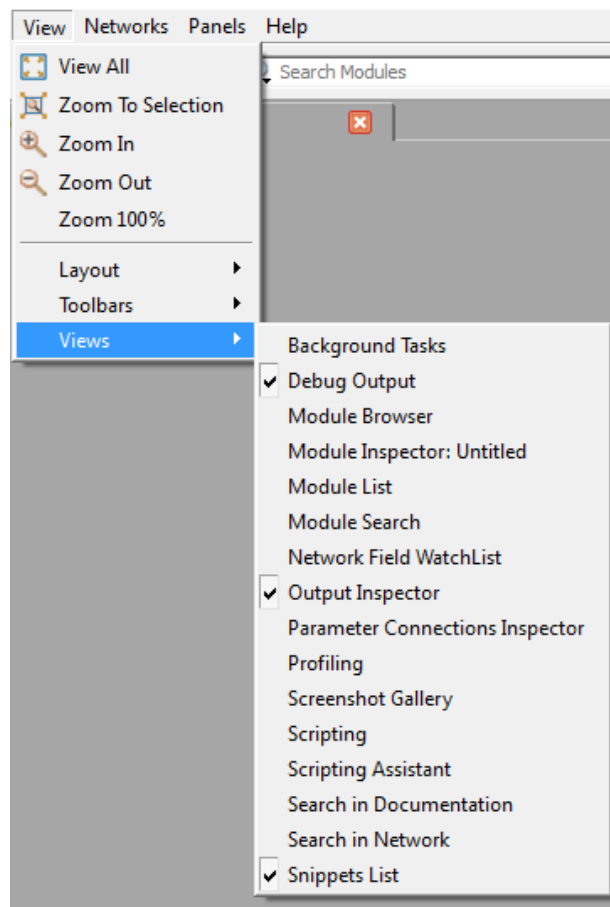 View Networks Panels Help
View All
Search Modules
Zoom To Selection
Zoom In
Zoom Out
Zoom 100%
Layout
Toolbars
Views
Background Tasks
Debug Output
Module Browser
Module Inspector: Untitled
Module List
Module Search
Network Field WatchList
Output Inspector
Parameter Connections Inspector
Profiling
Screenshot Gallery
Scripting
Scripting Assistant
Search in Documentation
Search in Network
Snippets List